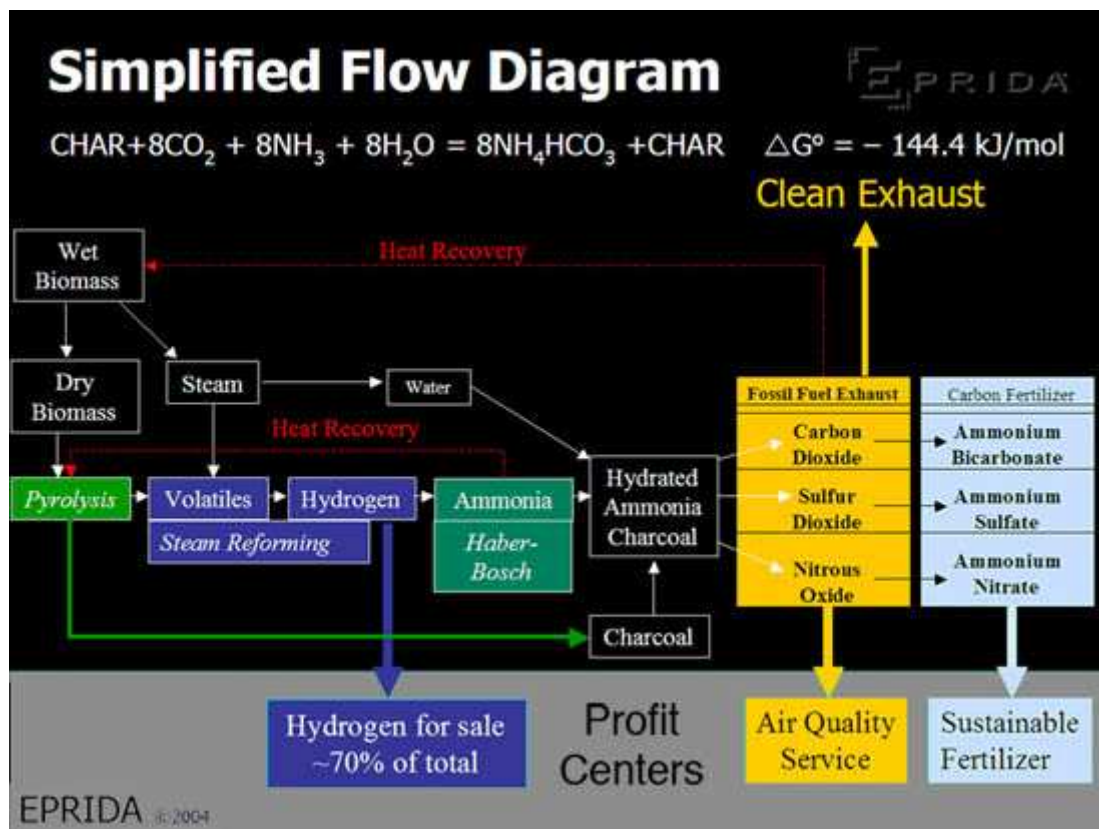 Simplified Flow Diagram
EPRIDA
CHAR+8CO₂ + 8NH₃ + 8H₂O = 8NH₄HCO₃ +CHAR △Gº = − 144.4 kJ/mol
Clean Exhaust
Wet
Biomass
Heat Recovery
Dry
Biomass
Steam
Water
Heat Recovery
Pyrolysis
Volatiles
Hydrogen
Steam Reforming
Ammonia
Haber-
Bosch
Hydrated
Ammonia
Charcoal
Charcoal
Fossil Fuel Exhaust
Carbon
Dioxide
Sulfur
Dioxide
Nitrous
Oxide
Carbon Fertilizer
Ammonium
Bicarbonate
Ammonium
Sulfate
Ammonium
Nitrate
Hydrogen for sale
~70% of total
Profit
Centers
Air Quality
Service
Sustainable
Fertilizer
EPRIDA © 2004